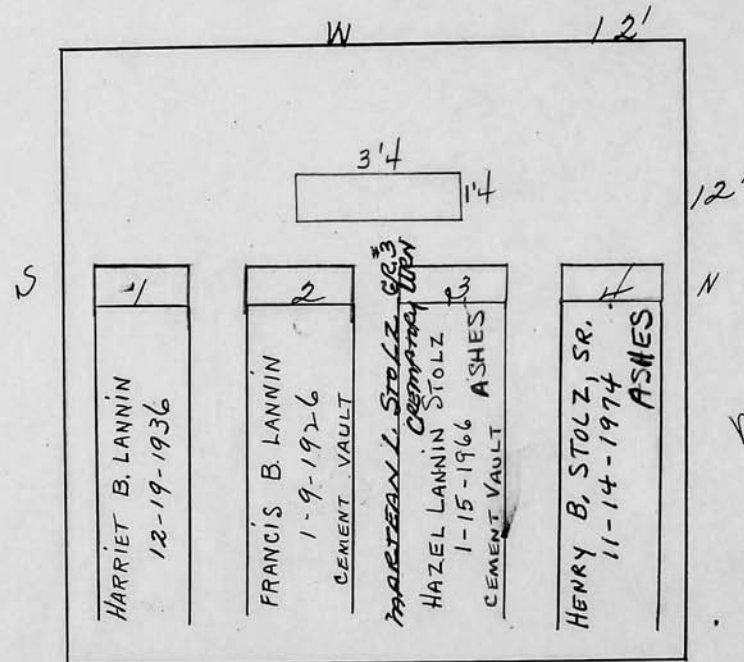 W
12'
3'4
1'4
12'
S
1
2
3
4
N
HARRIET B. LANNIN
12-19-1936
FRANCIS B. LANNIN
1-9-1926
CEMENT VAULT
MARTEAN L. STOLZ GR.#3
CREMATORY URN
HAZEL LANNIN STOLZ
1-15-1966 ASHES
CEMENT VAULT
HENRY B. STOLZ, SR.
11-14-1974
ASHES